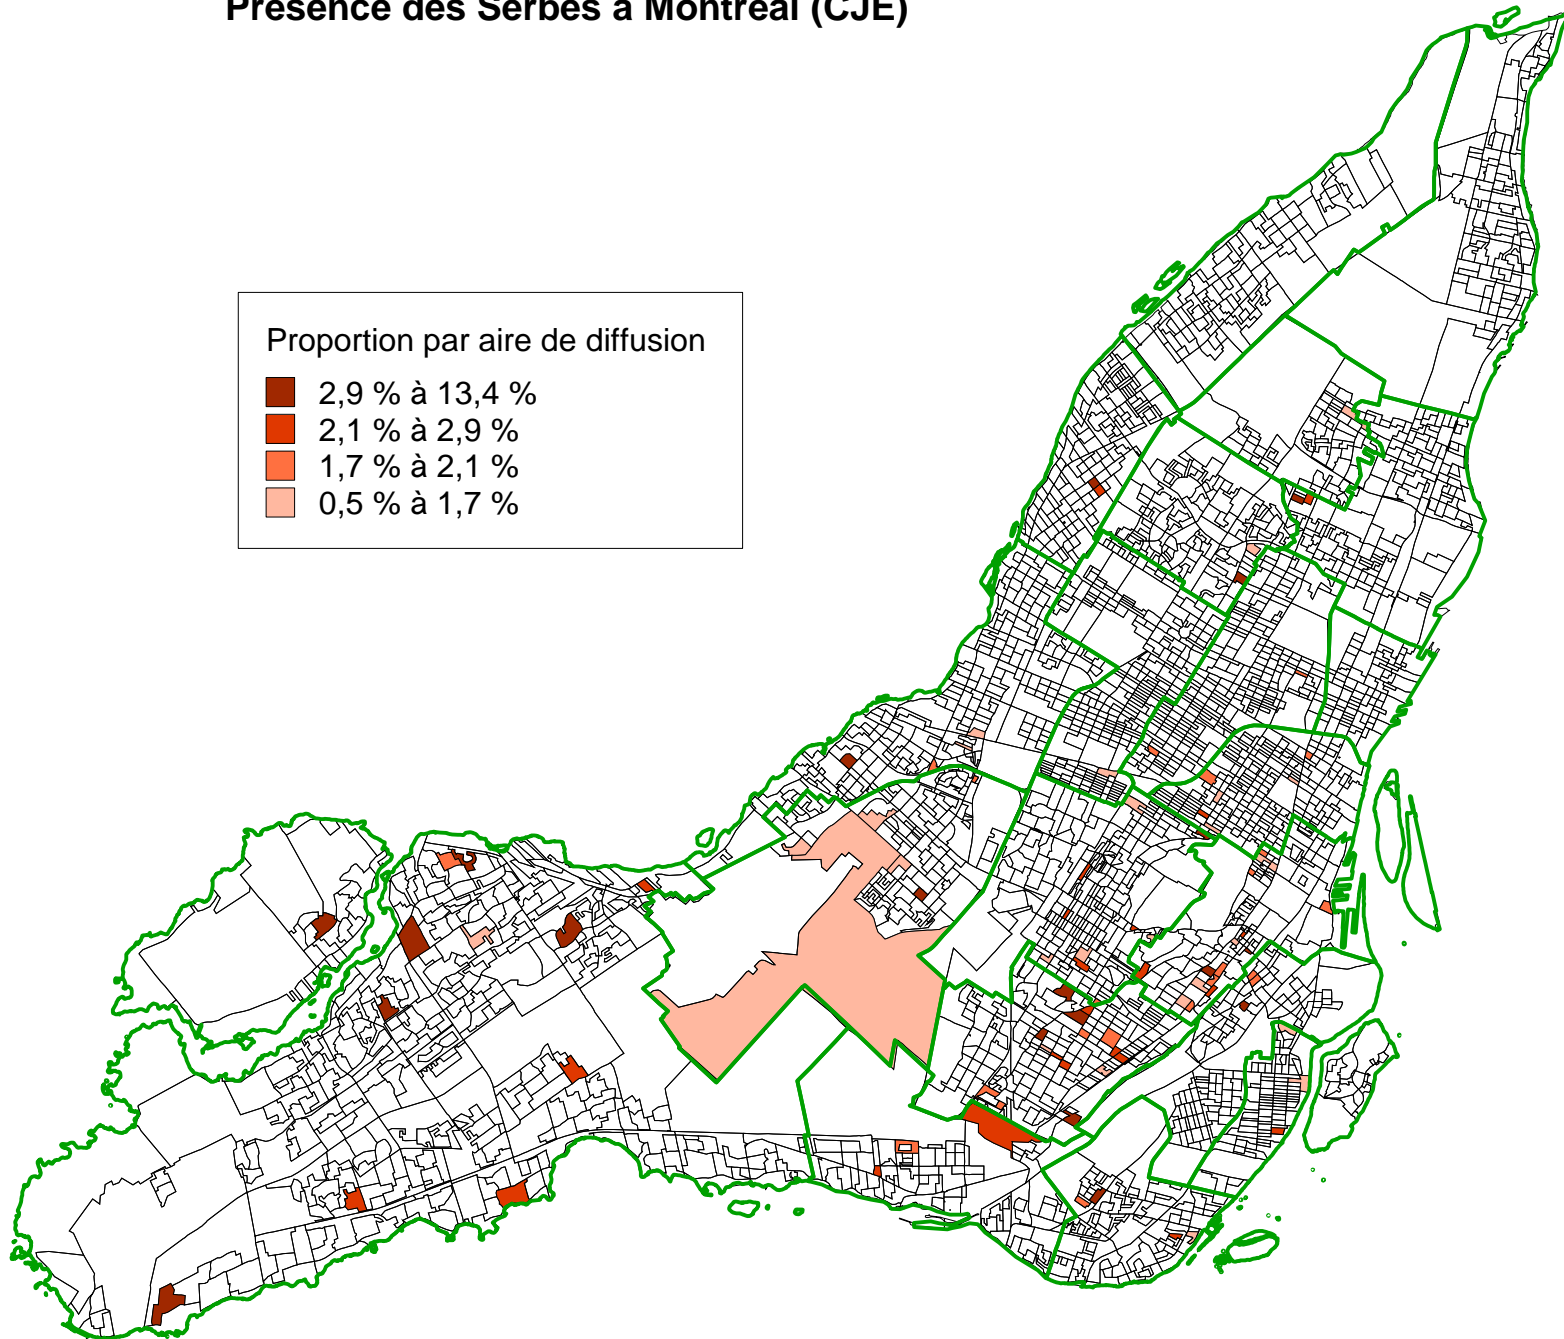 Présence des Serbes à Montréal (CJE)
Proportion par aire de diffusion
2,9 % à 13,4 %
2,1 % à 2,9 %
1,7 % à 2,1 %
0,5 % à 1,7 %